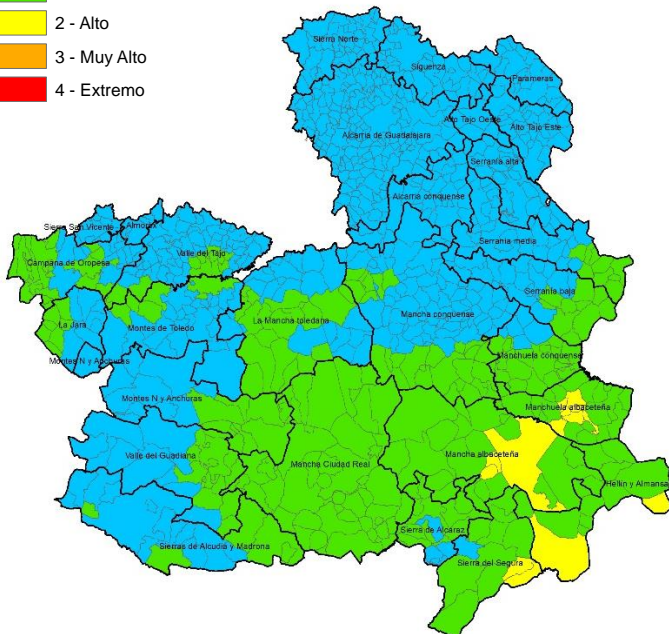 2 - Alto
3 - Muy Alto
4 - Extremo
Sierra Norte
Sigüenza
Parameras
Alto Tajo Oeste
Alto Tajo Este
Alcarria de Guadalajara
Serranía alta
Alcarria conquense
Sierra San Vicente
Almorox
Serranía media
Valle del Tajo
Campana de Oropesa
Serranía baja
La Mancha toledana
Mancha conquense
La Jara
Montes de Toledo
Manchuela conquense
Montes N y Anchuras
Montes N y Anchuras
Manchuela albaceteña
Valle del Guadiana
Mancha albaceteña
Mancha Ciudad Real
Hellín y Almansa
Sierra de Alcaraz
Sierras de Alcudia y Madrona
Sierra del Segura